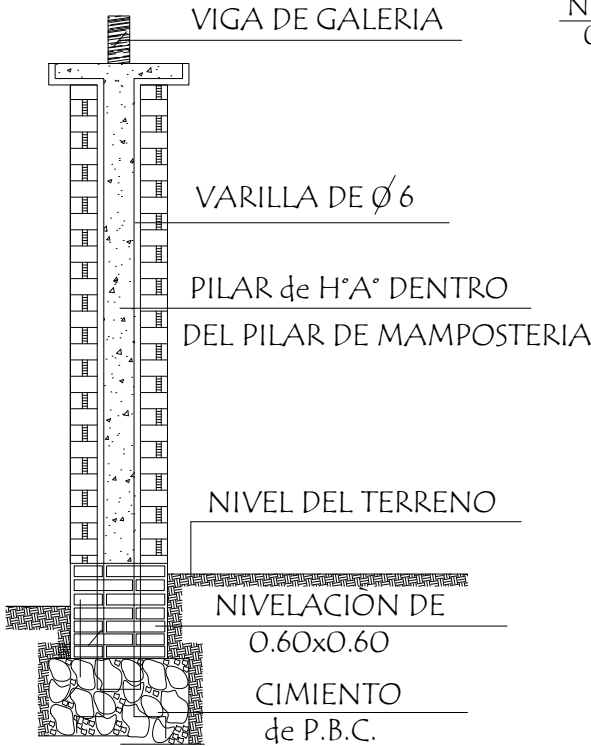 VIGA DE GALERIA
VARILLA DE Ø 6
PILAR de H°A° DENTRO
DEL PILAR DE MAMPOSTERIA
NIVEL DEL TERRENO
NIVELACIÒN DE
0.60x0.60
CIMIENTO
de P.B.C.